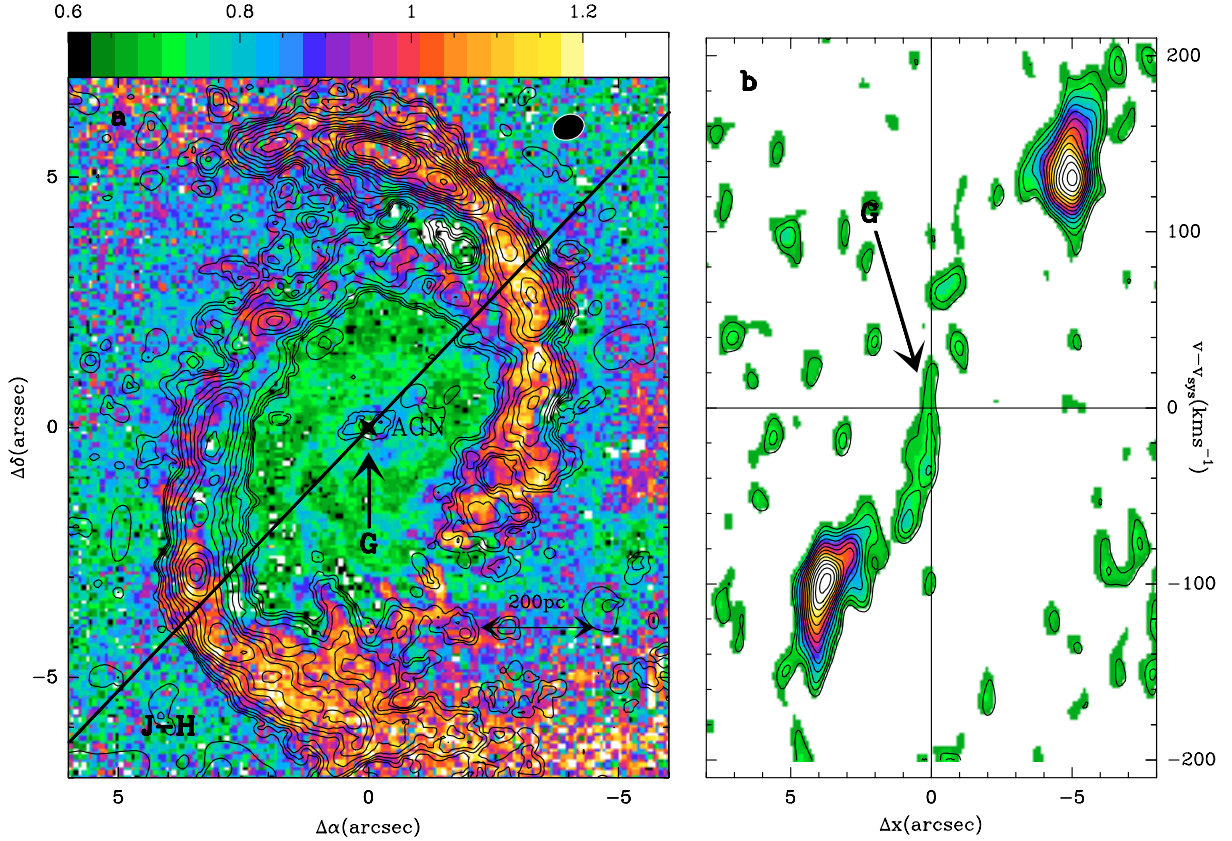 0.6 0.8 1 1.2
a
5
0
−5
Δδ(arcsec)
AGN
G
200pc
J−H
5 0 −5
Δα(arcsec)
b
G
200
100
0
−100
−200
v−vsys(kms⁻¹)
5 0 −5
Δx(arcsec)